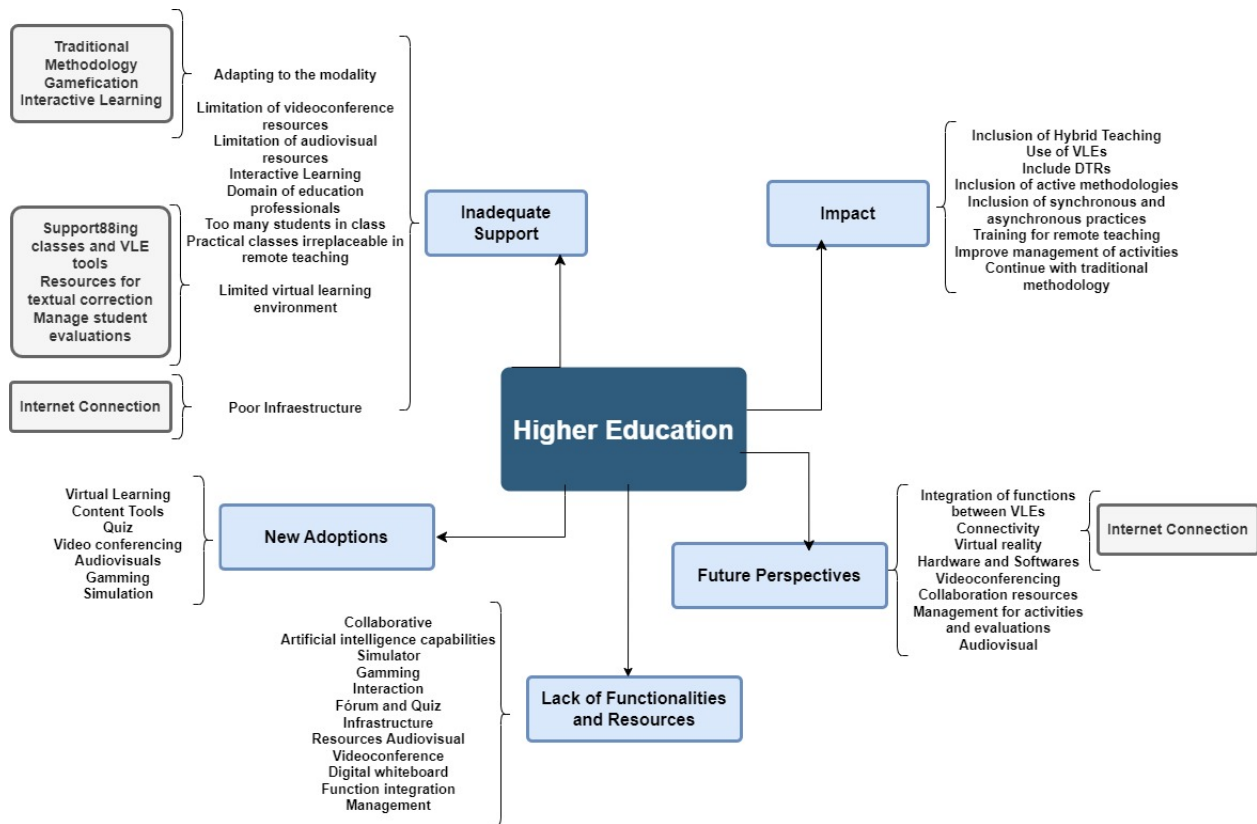 Traditional
Methodology
Gamefication
Interactive Learning
Adapting to the modality
Limitation of videoconference
resources
Limitation of audiovisual
resources
Interactive Learning
Domain of education
professionals
Too many students in class
Practical classes irreplaceable in
remote teaching
Limited virtual learning
environment
Support88ing
classes and VLE
tools
Resources for
textual correction
Manage student
evaluations
Internet Connection
Poor Infraestructure
Inadequate
Support
Impact
Inclusion of Hybrid Teaching
Use of VLEs
Include DTRs
Inclusion of active methodologies
Inclusion of synchronous and
asynchronous practices
Training for remote teaching
Improve management of activities
Continue with traditional
methodology
Higher Education
Virtual Learning
Content Tools
Quiz
Video conferencing
Audiovisuals
Gamming
Simulation
New Adoptions
Future Perspectives
Integration of functions
between VLEs
Connectivity
Virtual reality
Hardware and Softwares
Videoconferencing
Collaboration resources
Management for activities
and evaluations
Audiovisual
Internet Connection
Collaborative
Artificial intelligence capabilities
Simulator
Gamming
Interaction
Fórum and Quiz
Infrastructure
Resources Audiovisual
Videoconference
Digital whiteboard
Function integration
Management
Lack of Functionalities
and Resources